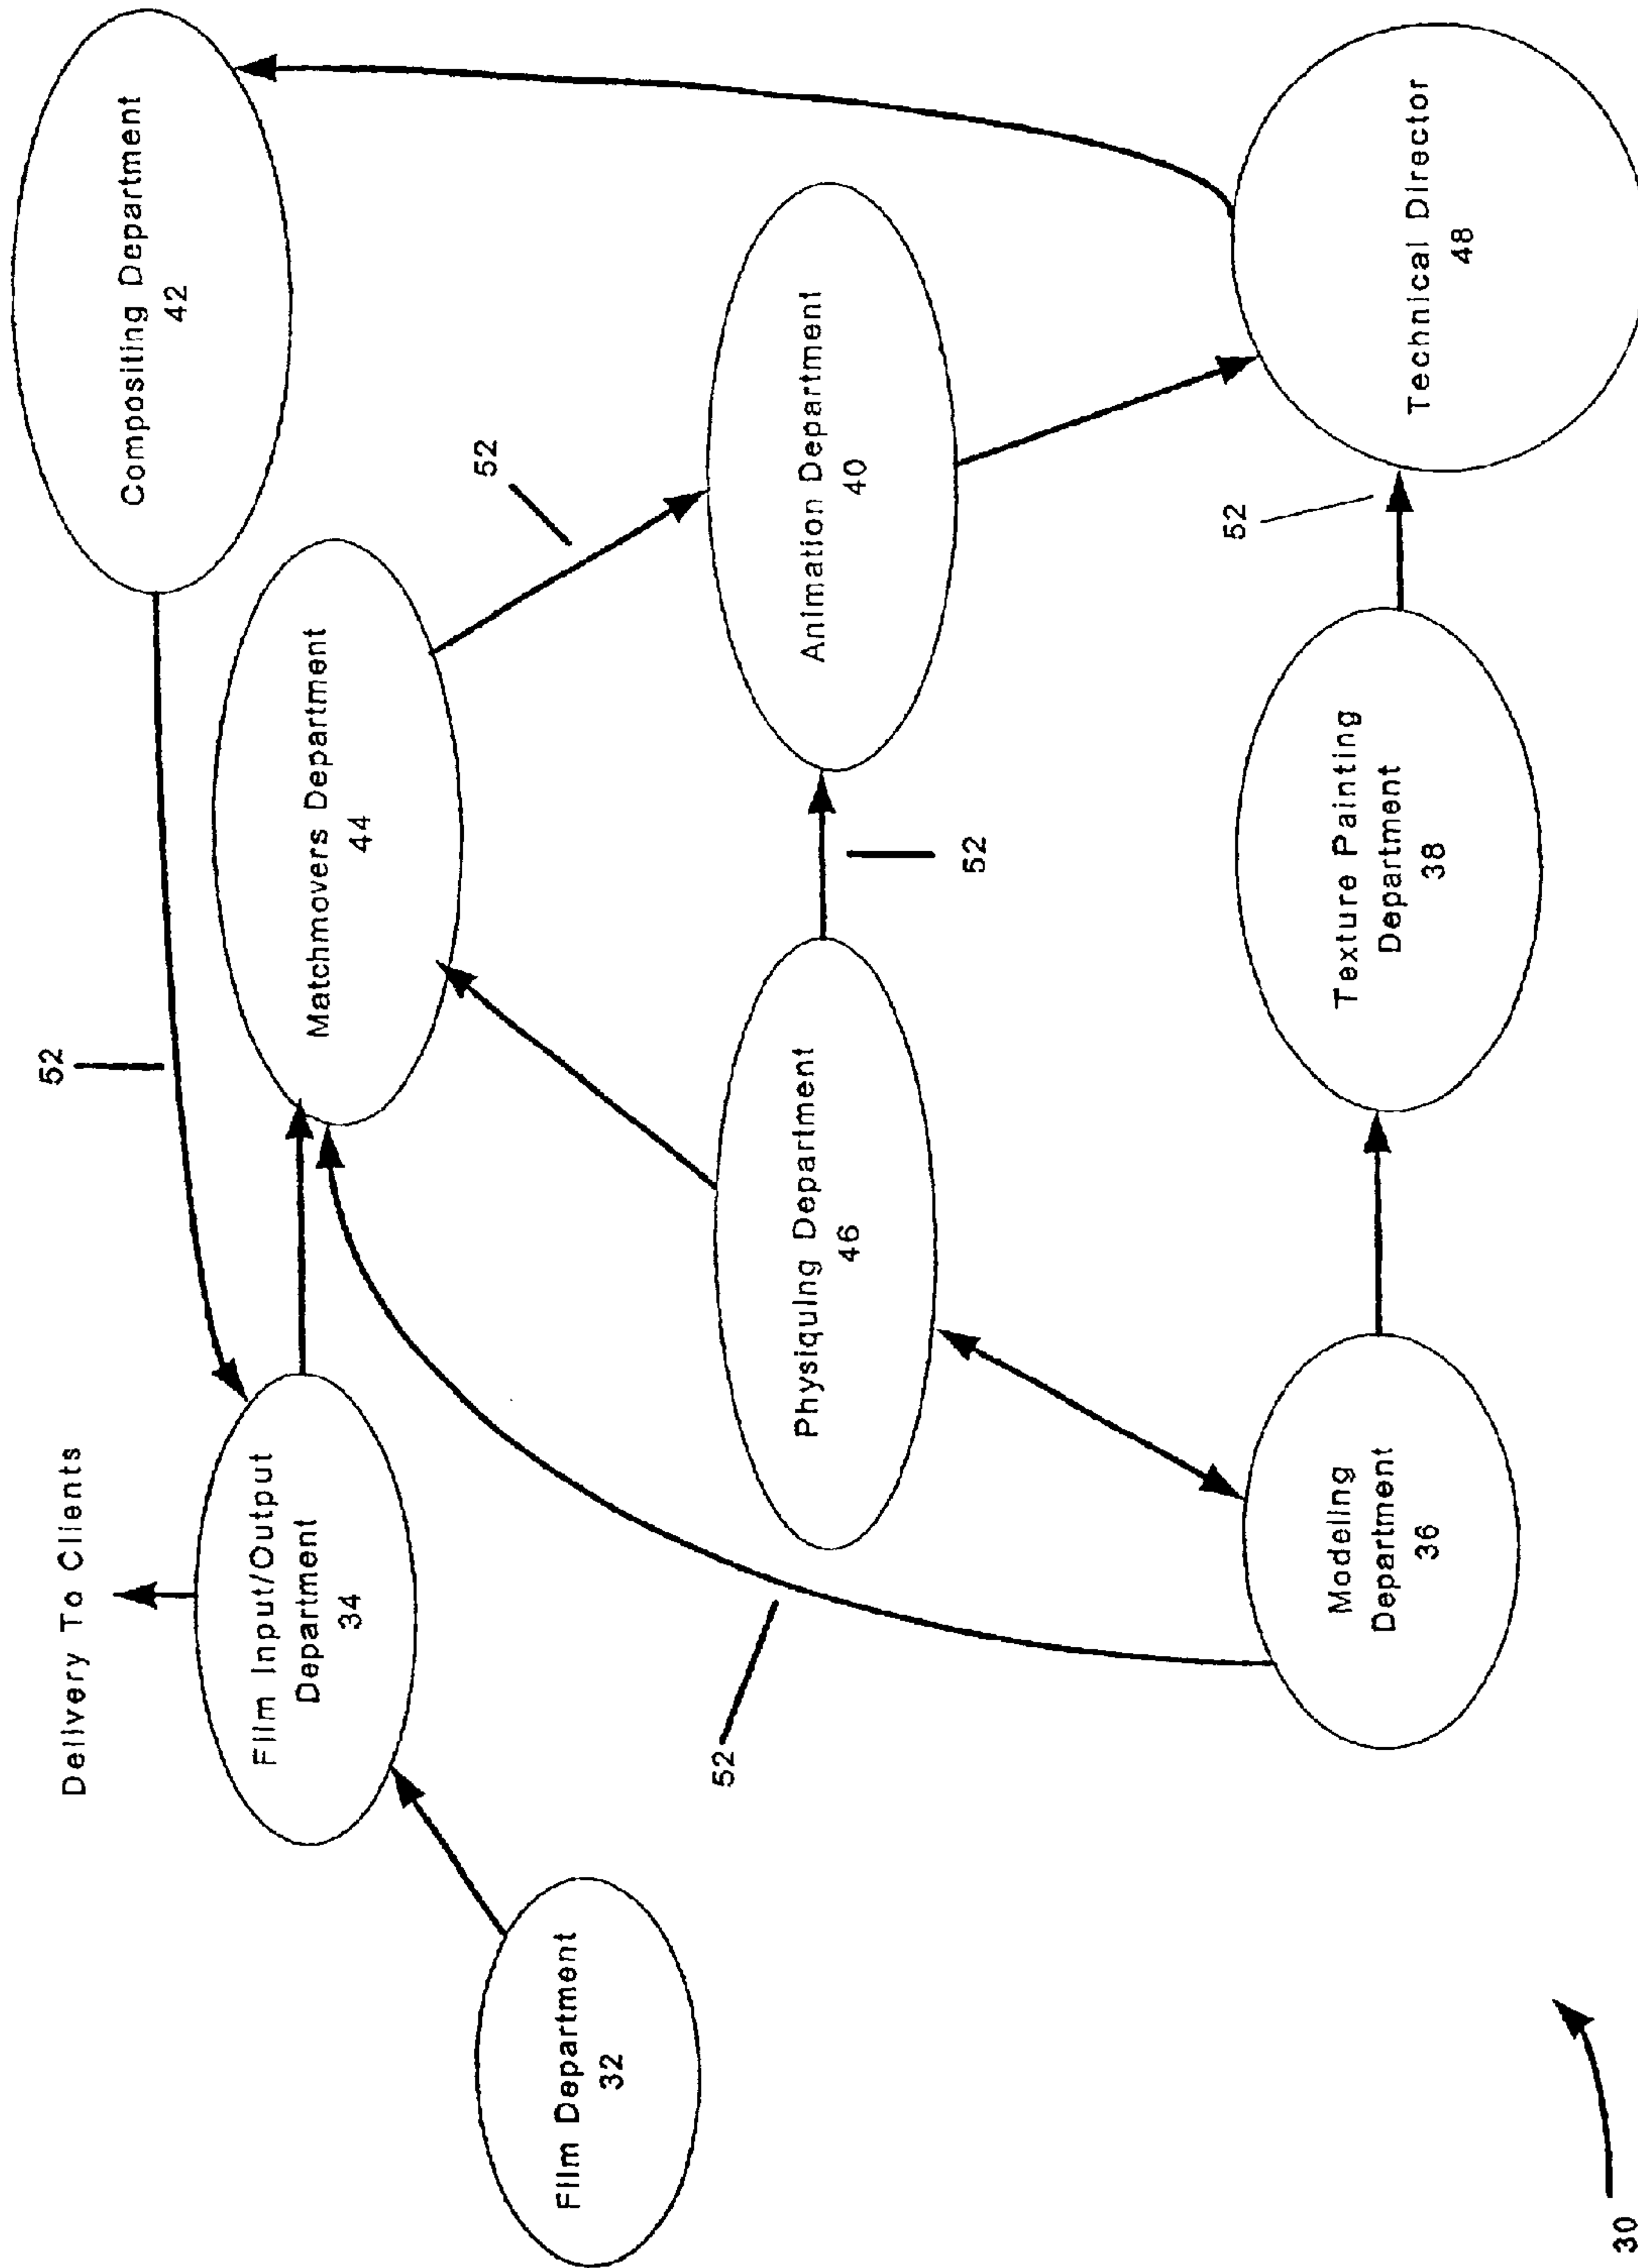 Delivery To Clients
52
Compositing Department
42
Film Input/Output
Department
34
Matchmovers Department
44
52
Film Department
32
52
Physiquing Department
46
52
Animation Department
40
52
Modeling
Department
36
Texture Painting
Department
38
Technical Director
48
30